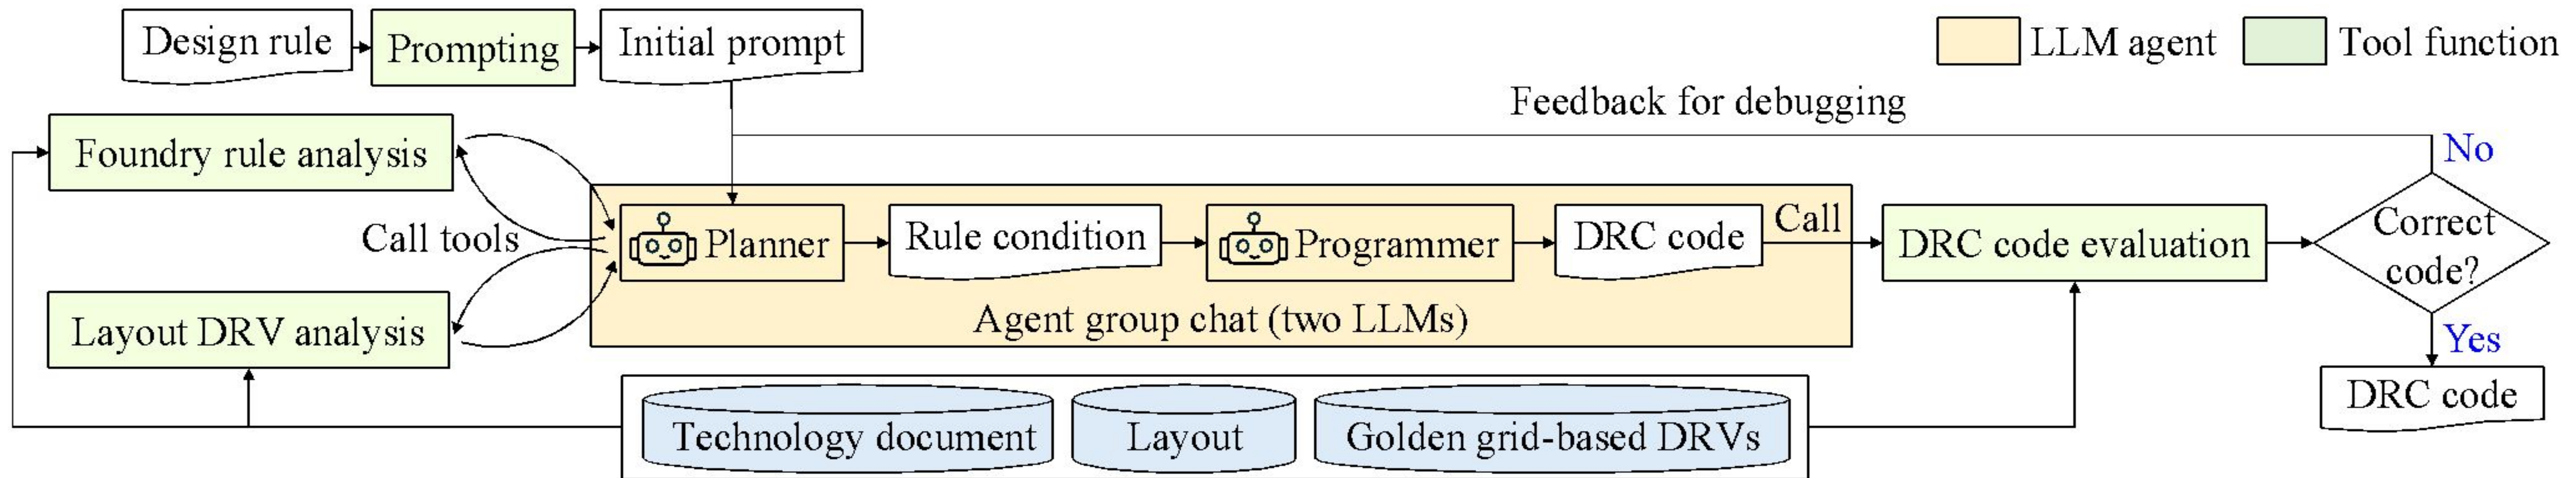 Design rule
Prompting
Initial prompt
LLM agent
Tool function
Feedback for debugging
Foundry rule analysis
No
Call tools
Planner
Rule condition
Programmer
DRC code
Call
DRC code evaluation
Correct
code?
Agent group chat (two LLMs)
Layout DRV analysis
Yes
DRC code
Technology document
Layout
Golden grid-based DRVs